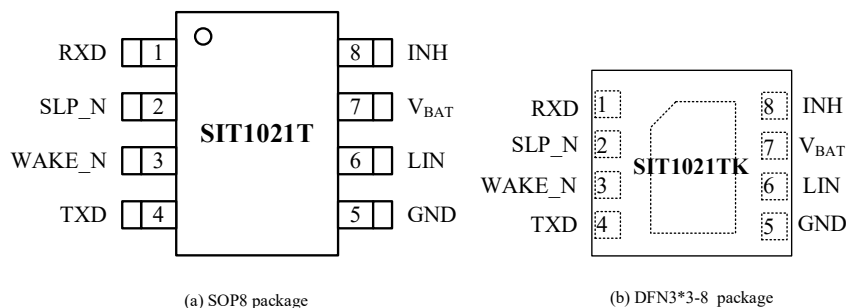 RXD 1 8 INH
SLP_N 2 7 VBAT
SIT1021T
WAKE_N 3 6 LIN
TXD 4 5 GND
(a) SOP8 package
RXD 1 8 INH
SLP_N 2 7 VBAT
SIT1021TK
WAKE_N 3 6 LIN
TXD 4 5 GND
(b) DFN3*3-8 package